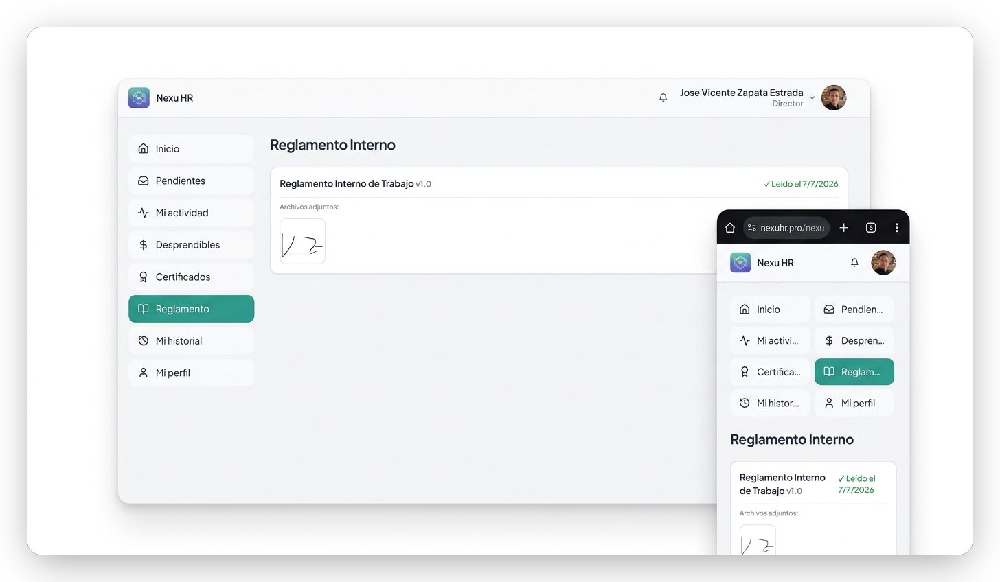 Nexu HR
Jose Vicente Zapata Estrada
Director
Inicio
Pendientes
Mi actividad
Desprendibles
Certificados
Reglamento
Mi historial
Mi perfil
Reglamento Interno
Reglamento Interno de Trabajo v1.0
✓ Leído el 7/7/2026
Archivos adjuntos:
V Z
nexuhr.pro/nexu
6
Nexu HR
Inicio
Pendien...
Mi activi...
Despren...
Certifica...
Reglam...
Mi histor...
Mi perfil
Reglamento Interno
Reglamento Interno
de Trabajo v1.0
✓ Leído el
7/7/2026
Archivos adjuntos:
V Z